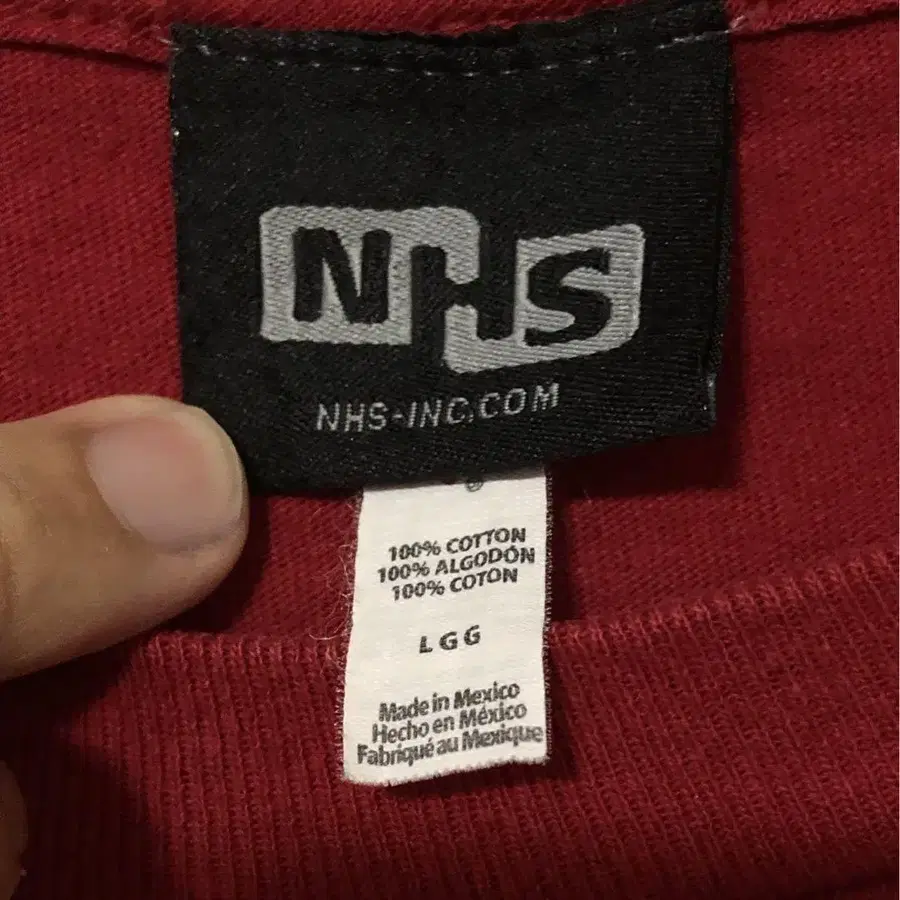 NHS
NHS-INC.COM
100% COTTON
100% ALGODÓN
100% COTON
L G G
Made in Mexico
Hecho en México
Fabriqué au Mexique